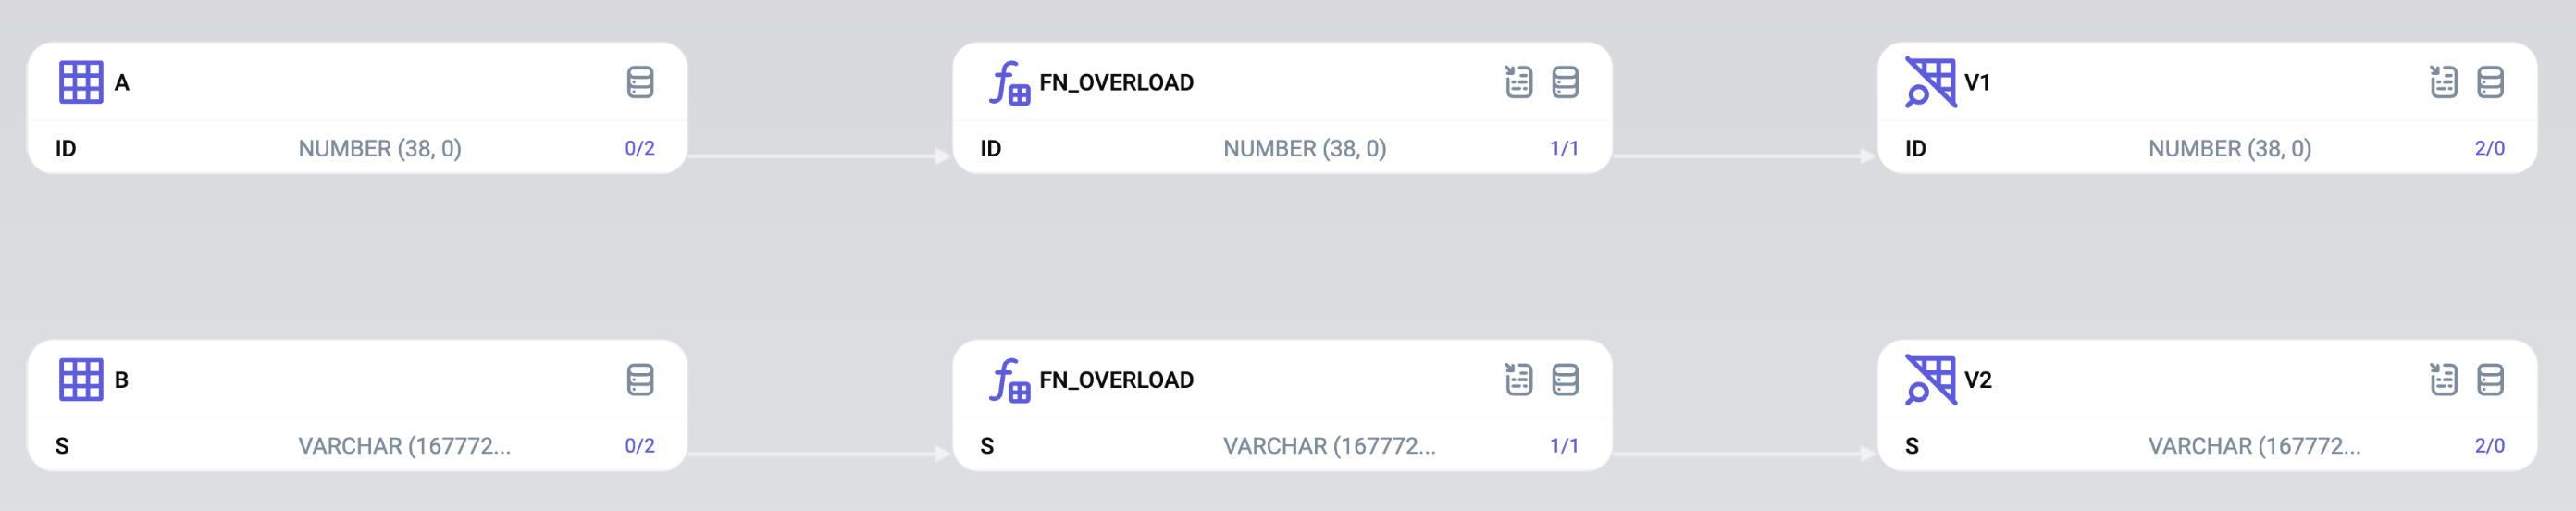 A
FN_OVERLOAD
V1
ID NUMBER (38, 0) 0/2
ID NUMBER (38, 0) 1/1
ID NUMBER (38, 0) 2/0
B
FN_OVERLOAD
V2
S VARCHAR (167772... 0/2
S VARCHAR (167772... 1/1
S VARCHAR (167772... 2/0